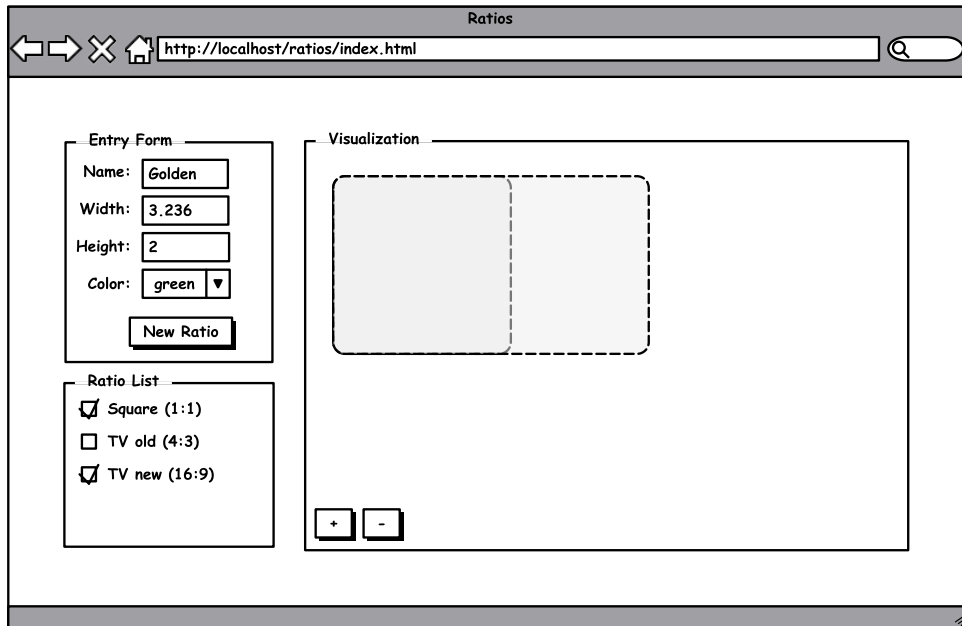 Ratios
http://localhost/ratios/index.html
Entry Form
Name: Golden
Width: 3.236
Height: 2
Color: green
New Ratio
Ratio List
Square (1:1)
TV old (4:3)
TV new (16:9)
Visualization
+ -